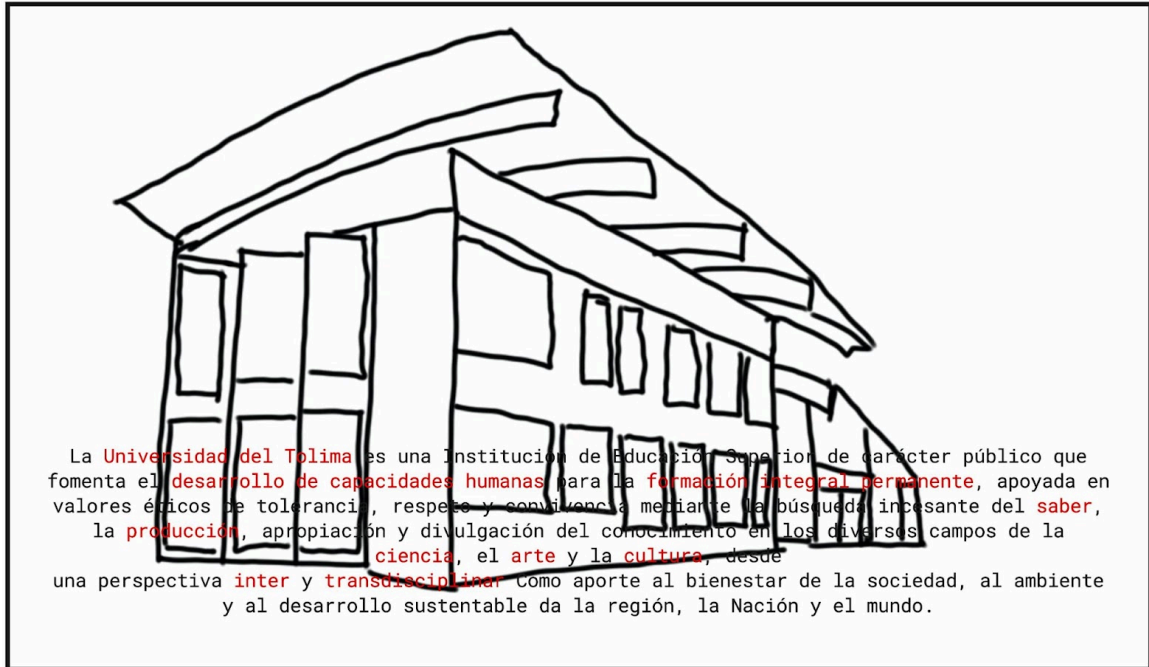 La Universidad del Tolima es una Institución de Educación Superior de carácter público que
fomenta el desarrollo de capacidades humanas para la formación integral permanente, apoyada en
valores éticos de tolerancia, respeto y convivencia mediante la búsqueda incesante del saber,
la producción, apropiación y divulgación del conocimiento en los diversos campos de la
ciencia, el arte y la cultura, desde
una perspectiva inter y transdisciplinar Como aporte al bienestar de la sociedad, al ambiente
y al desarrollo sustentable da la región, la Nación y el mundo.